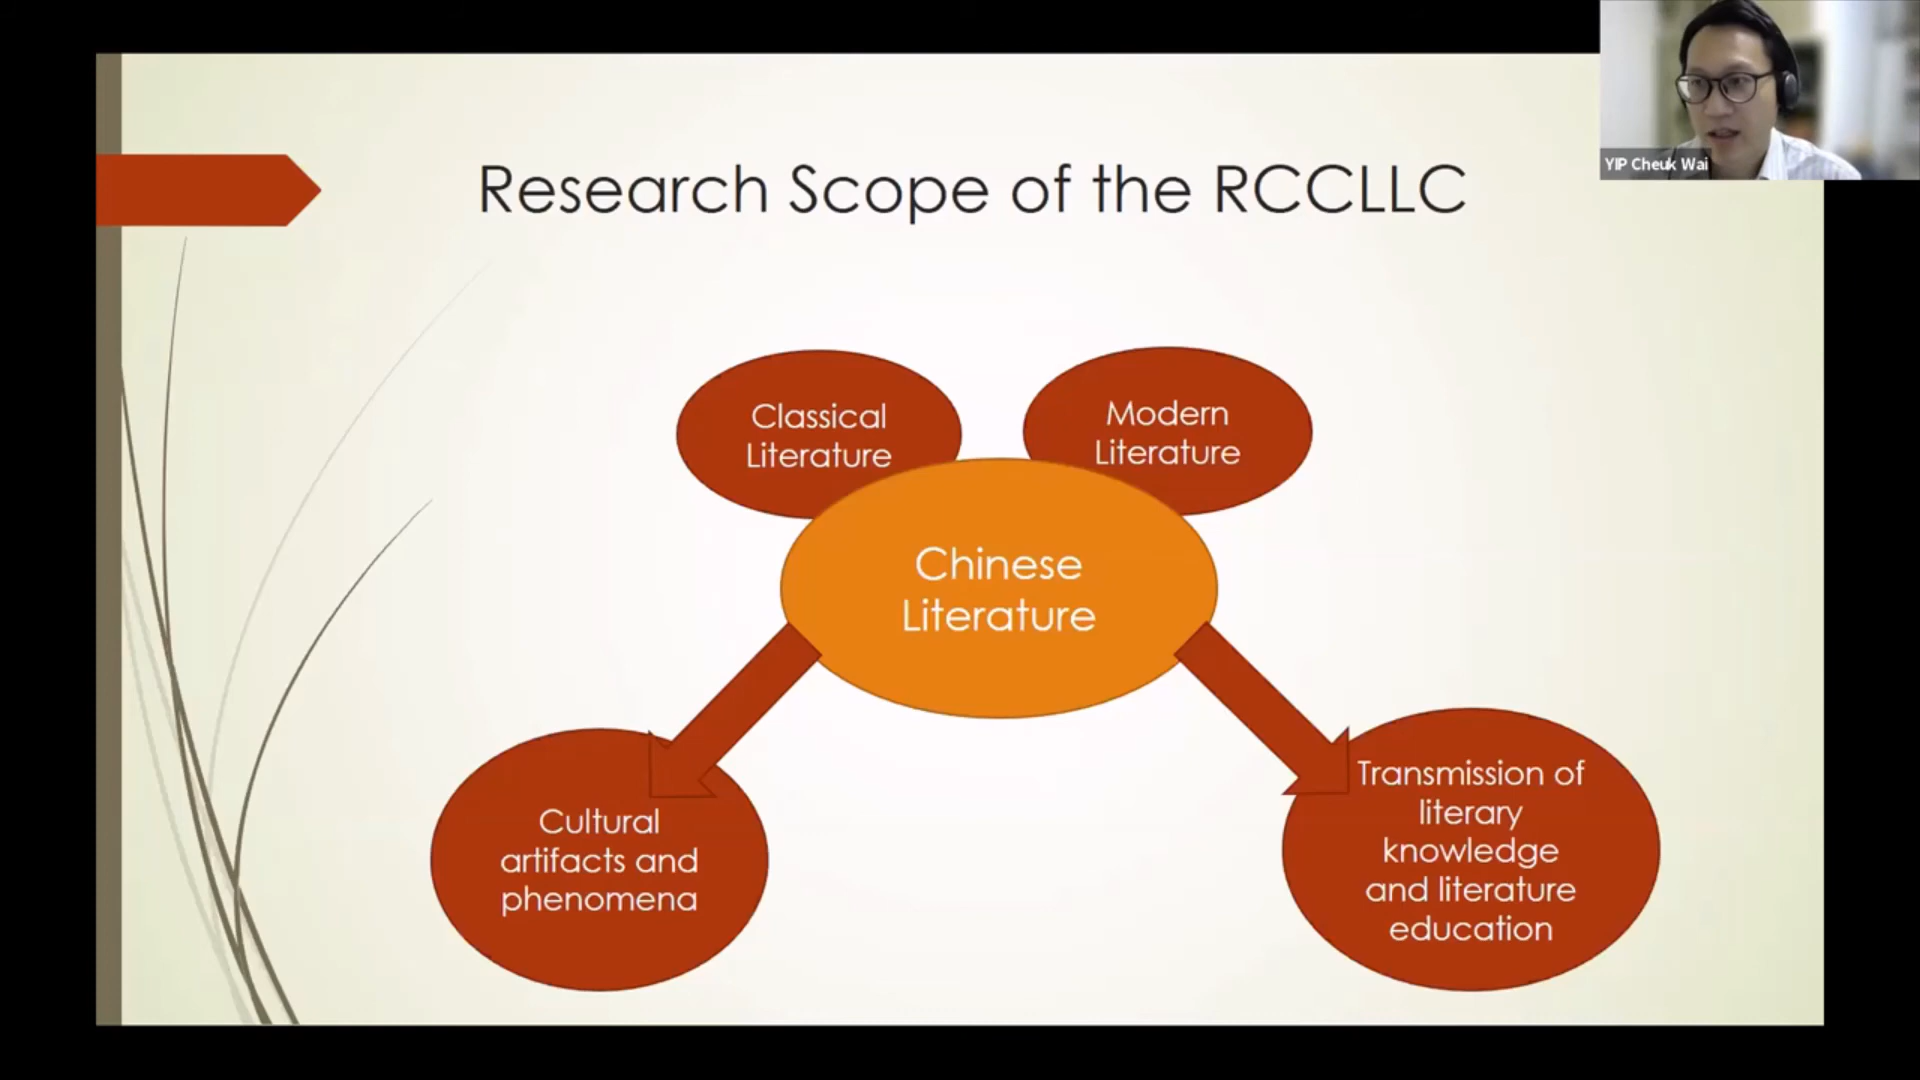 YIP Cheuk Wai
Research Scope of the RCCLLC
Classical
Literature
Modern
Literature
Chinese
Literature
Cultural
artifacts and
phenomena
Transmission of
literary
knowledge
and literature
education